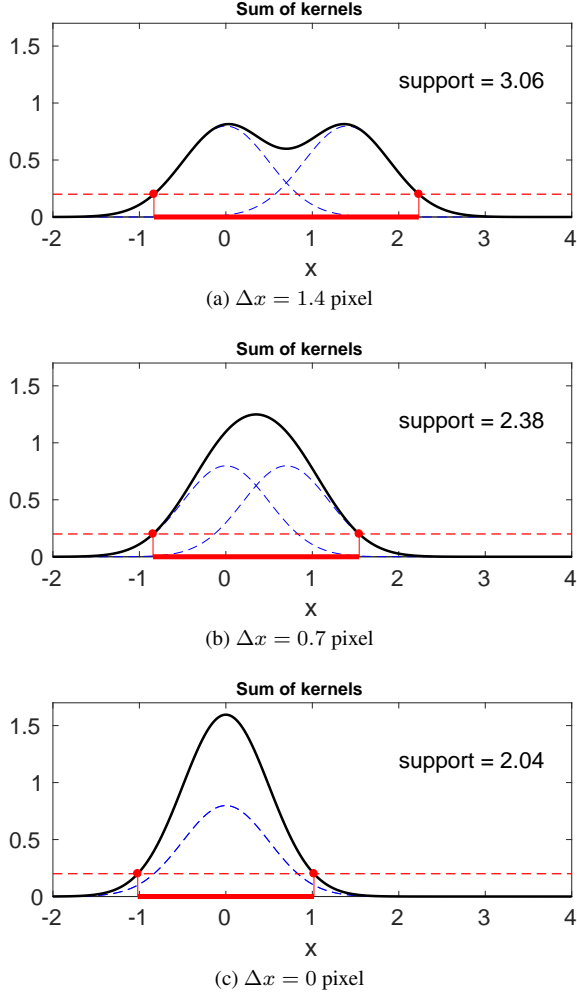 Sum of kernels
1.5
support = 3.06
1
0.5
0
-2 -1 0 1 2 3 4
x
(a) Δx = 1.4 pixel
Sum of kernels
1.5
support = 2.38
1
0.5
0
-2 -1 0 1 2 3 4
x
(b) Δx = 0.7 pixel
Sum of kernels
1.5
support = 2.04
1
0.5
0
-2 -1 0 1 2 3 4
x
(c) Δx = 0 pixel